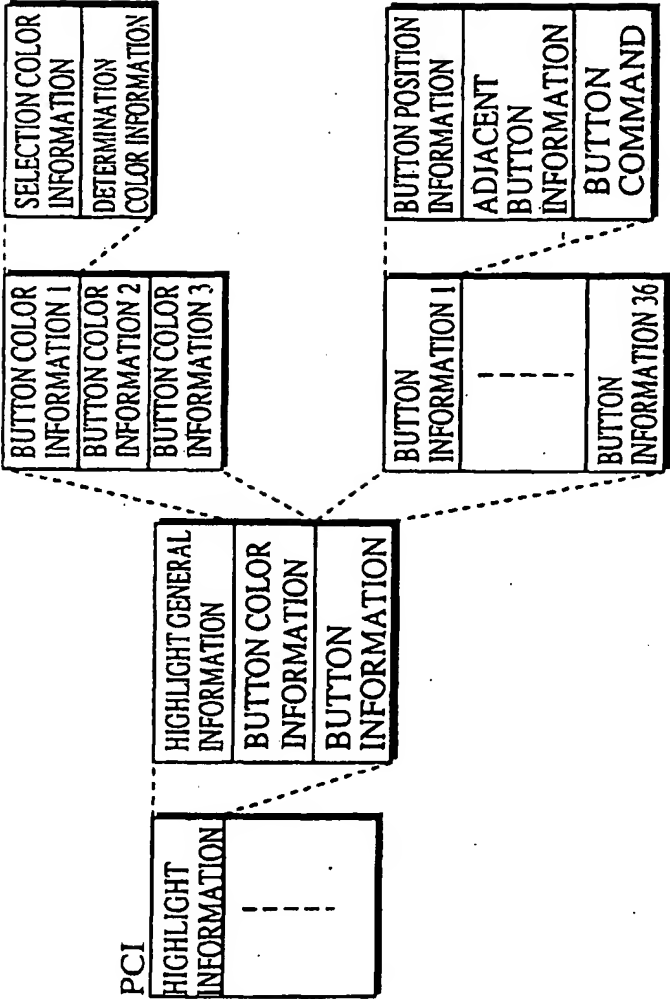 PCI
HIGHLIGHT
INFORMATION
HIGHLIGHT GENERAL
INFORMATION
BUTTON COLOR
INFORMATION
BUTTON
INFORMATION
BUTTON COLOR
INFORMATION 1
BUTTON COLOR
INFORMATION 2
BUTTON COLOR
INFORMATION 3
SELECTION COLOR
INFORMATION
DETERMINATION
COLOR INFORMATION
BUTTON
INFORMATION 1
BUTTON
INFORMATION 36
BUTTON POSITION
INFORMATION
ADJACENT
BUTTON
INFORMATION
BUTTON
COMMAND